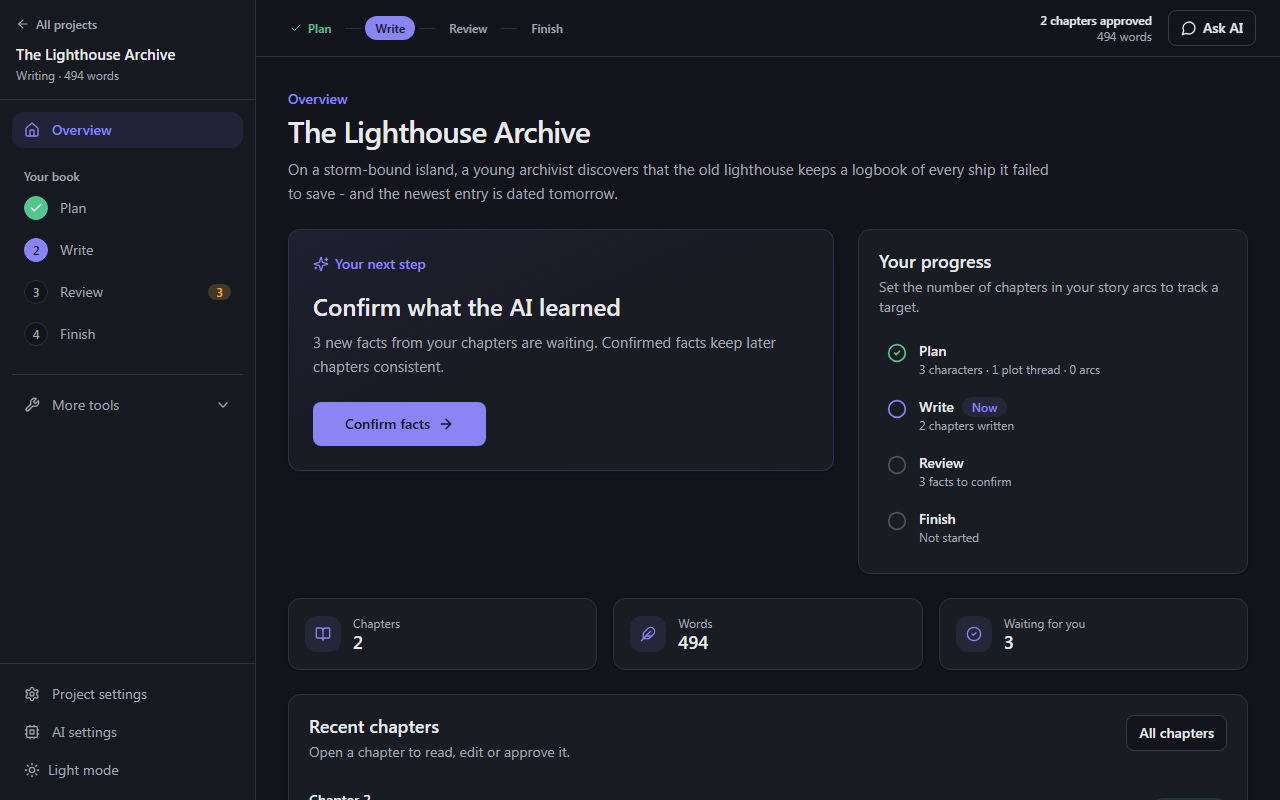 All projects
The Lighthouse Archive
Writing · 494 words
Overview
Your book
Plan
2 Write
3 Review 3
4 Finish
More tools
Project settings
AI settings
Light mode
Plan Write Review Finish
2 chapters approved
494 words
Ask AI
Overview
The Lighthouse Archive
On a storm-bound island, a young archivist discovers that the old lighthouse keeps a logbook of every ship it failed
to save - and the newest entry is dated tomorrow.
Your next step
Confirm what the AI learned
3 new facts from your chapters are waiting. Confirmed facts keep later
chapters consistent.
Confirm facts
Your progress
Set the number of chapters in your story arcs to track a
target.
Plan
3 characters · 1 plot thread · 0 arcs
Write Now
2 chapters written
Review
3 facts to confirm
Finish
Not started
Chapters
2
Words
494
Waiting for you
3
Recent chapters
Open a chapter to read, edit or approve it.
All chapters
Chapter 2